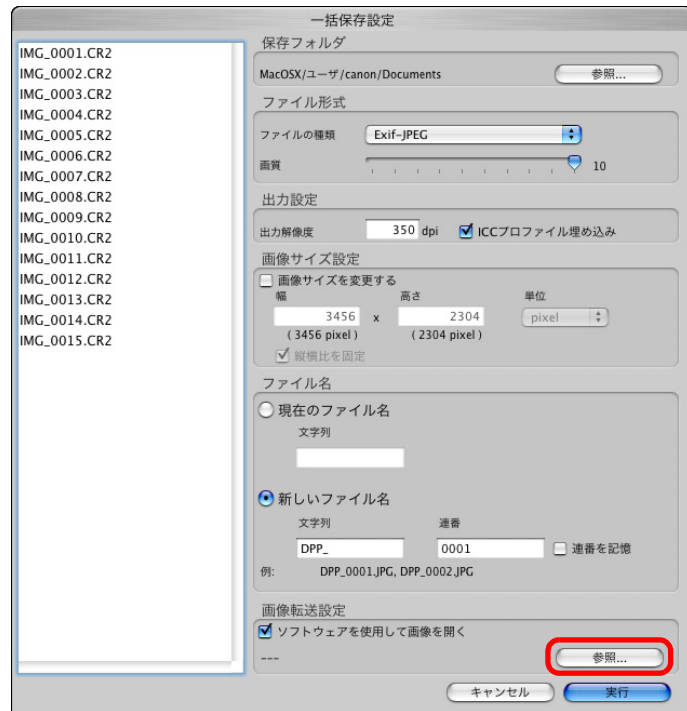 一括保存設定
IMG_0001.CR2
IMG_0002.CR2
IMG_0003.CR2
IMG_0004.CR2
IMG_0005.CR2
IMG_0006.CR2
IMG_0007.CR2
IMG_0008.CR2
IMG_0009.CR2
IMG_0010.CR2
IMG_0011.CR2
IMG_0012.CR2
IMG_0013.CR2
IMG_0014.CR2
IMG_0015.CR2
保存フォルダ
MacOSX/ユーザ/canon/Documents 参照...
ファイル形式
ファイルの種類 Exif-JPEG
画質 10
出力設定
出力解像度 350 dpi ICCプロファイル埋め込み
画像サイズ設定
画像サイズを変更する
幅 高さ 単位
3456 x 2304 pixel
(3456 pixel) (2304 pixel)
縦横比を固定
ファイル名
現在のファイル名
文字列
新しいファイル名
文字列 連番
DPP_ 0001 連番を記憶
例: DPP_0001.JPG, DPP_0002.JPG
画像転送設定
ソフトウェアを使用して画像を開く
--- 参照...
キャンセル 実行